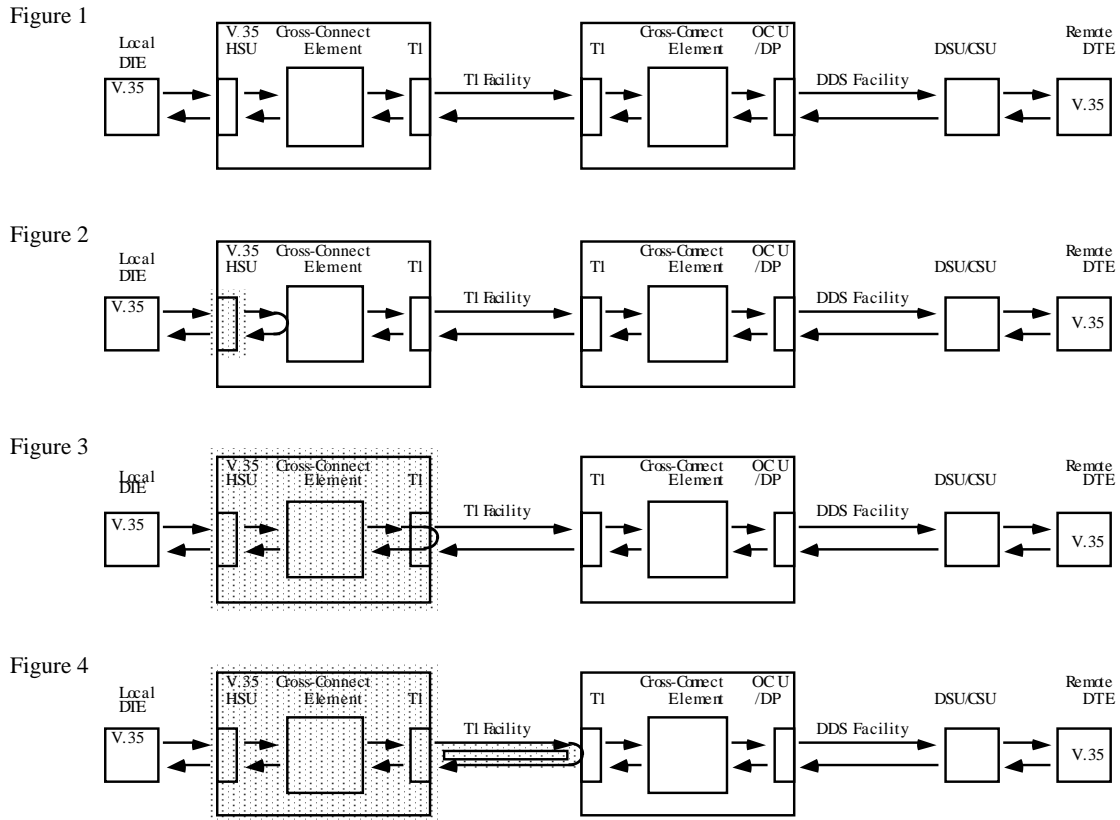 Figure 1
Local
DTE
V.35
V.35
HSU
Cross-Connect
Element
T1
T1 Facility
T1
Cross-Connect
Element
OCU
/DP
DDS Facility
DSU/CSU
Remote
DTE
V.35
Figure 2
Local
DTE
V.35
V.35
HSU
Cross-Connect
Element
T1
T1 Facility
T1
Cross-Connect
Element
OCU
/DP
DDS Facility
DSU/CSU
Remote
DTE
V.35
Figure 3
Local
DTE
V.35
V.35
HSU
Cross-Connect
Element
T1
T1 Facility
T1
Cross-Connect
Element
OCU
/DP
DDS Facility
DSU/CSU
Remote
DTE
V.35
Figure 4
Local
DTE
V.35
V.35
HSU
Cross-Connect
Element
T1
T1 Facility
T1
Cross-Connect
Element
OCU
/DP
DDS Facility
DSU/CSU
Remote
DTE
V.35